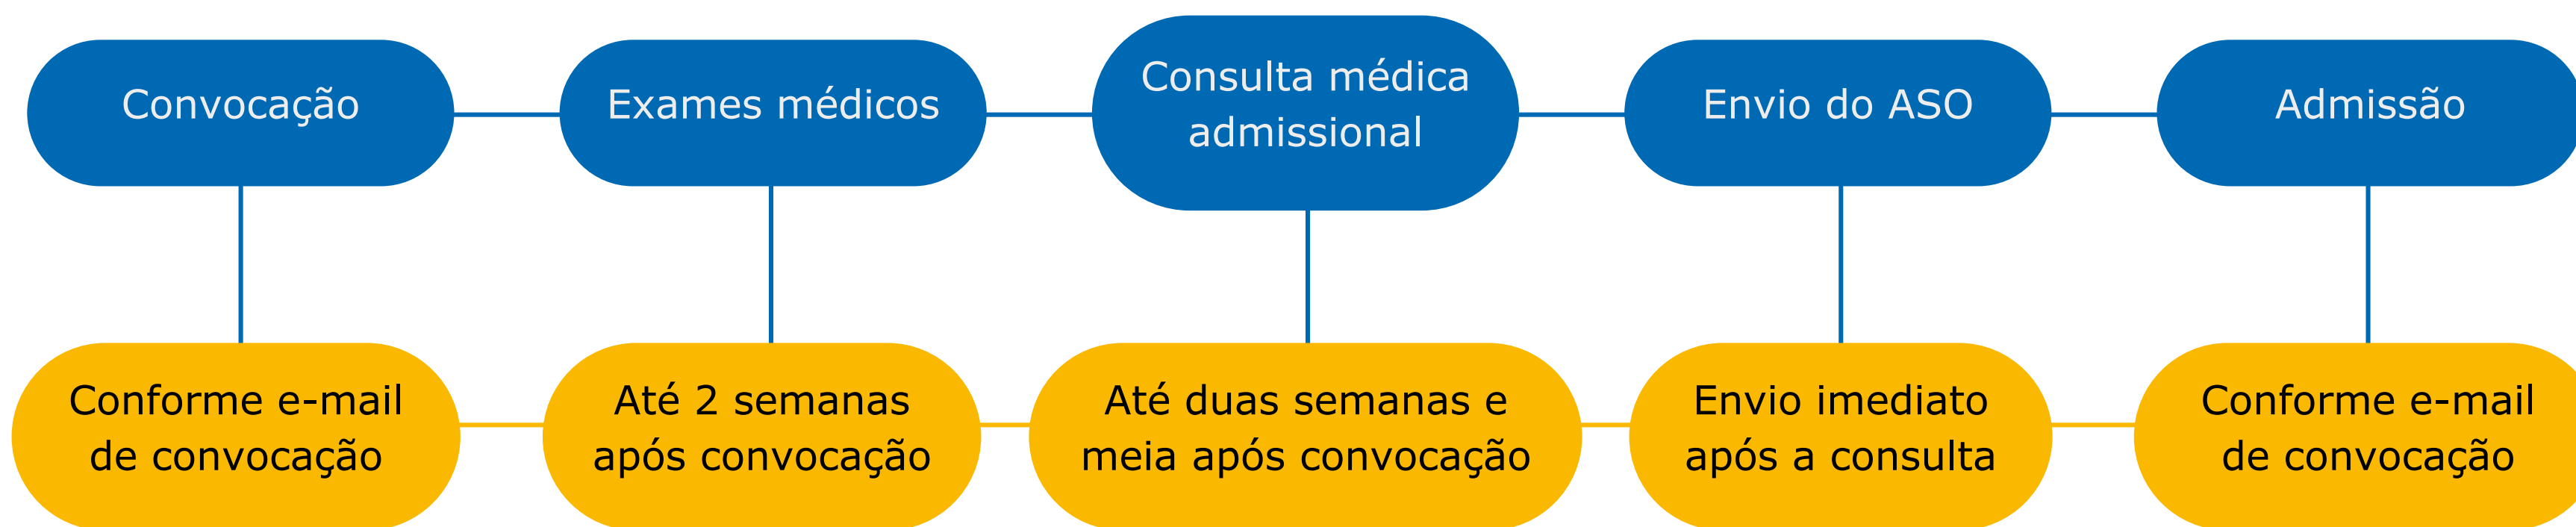 Convocação
Exames médicos
Consulta médica
admissional
Envio do ASO
Admissão
Conforme e-mail
de convocação
Até 2 semanas
após convocação
Até duas semanas e
meia após convocação
Envio imediato
após a consulta
Conforme e-mail
de convocação